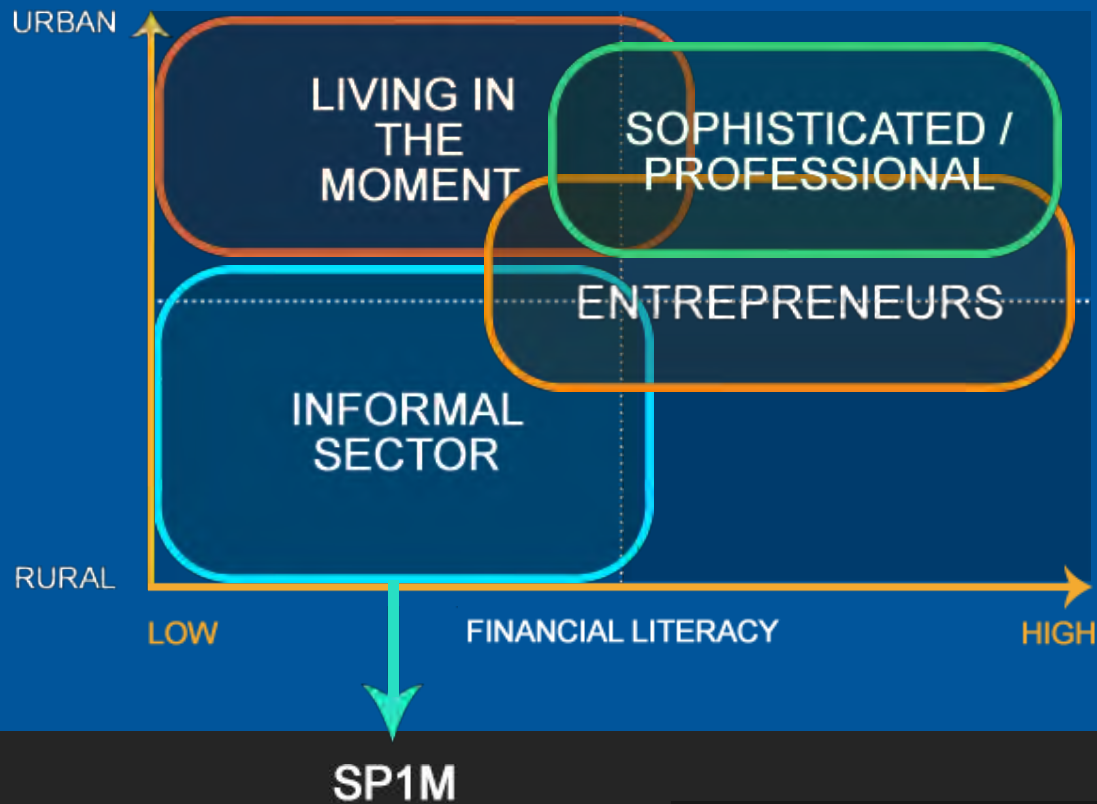 URBAN
LIVING IN
THE
MOMENT
SOPHISTICATED /
PROFESSIONAL
ENTREPRENEURS
INFORMAL
SECTOR
RURAL
LOW
FINANCIAL LITERACY
HIGH
SP1M